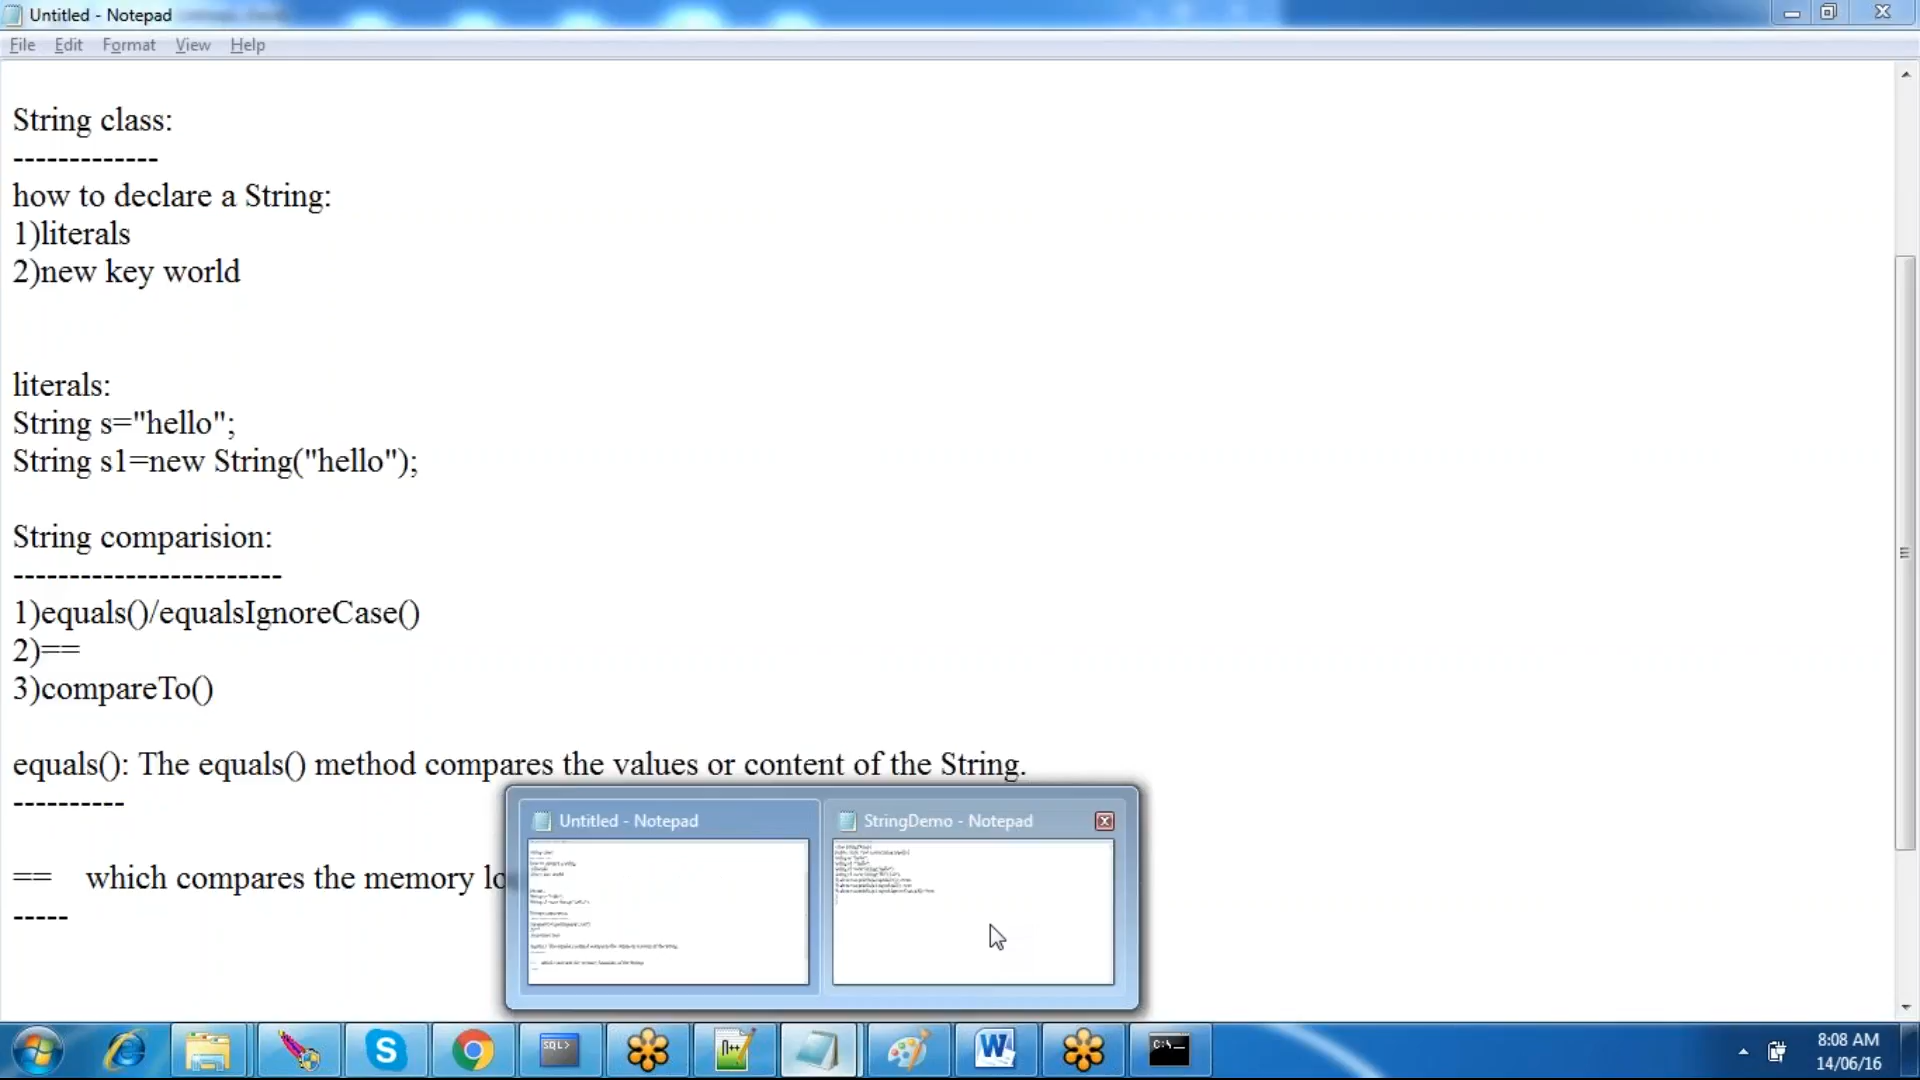 Untitled - Notepad
File Edit Format View Help
String class:
-------------
how to declare a String:
1)literals
2)new key world
literals:
String s="hello";
String s1=new String("hello");
String comparision:
------------------------
1)equals()/equalsIgnoreCase()
2)==
3)compareTo()
equals(): The equals() method compares the values or content of the String.
----------
Untitled - Notepad
StringDemo - Notepad
== which compares the memory lo
-----
SQL>
N++
W
C:\_
8:08 AM
14/06/16